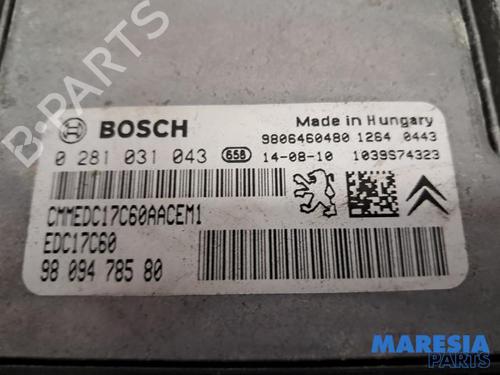 BOSCH
Made in Hungary
9806460480 1264 0443
0 281 031 043 658 14-08-10 1039S74323
CMMEDC17C60AACEM1
EDC17C60
98 094 785 80
MARESIA
PARTS